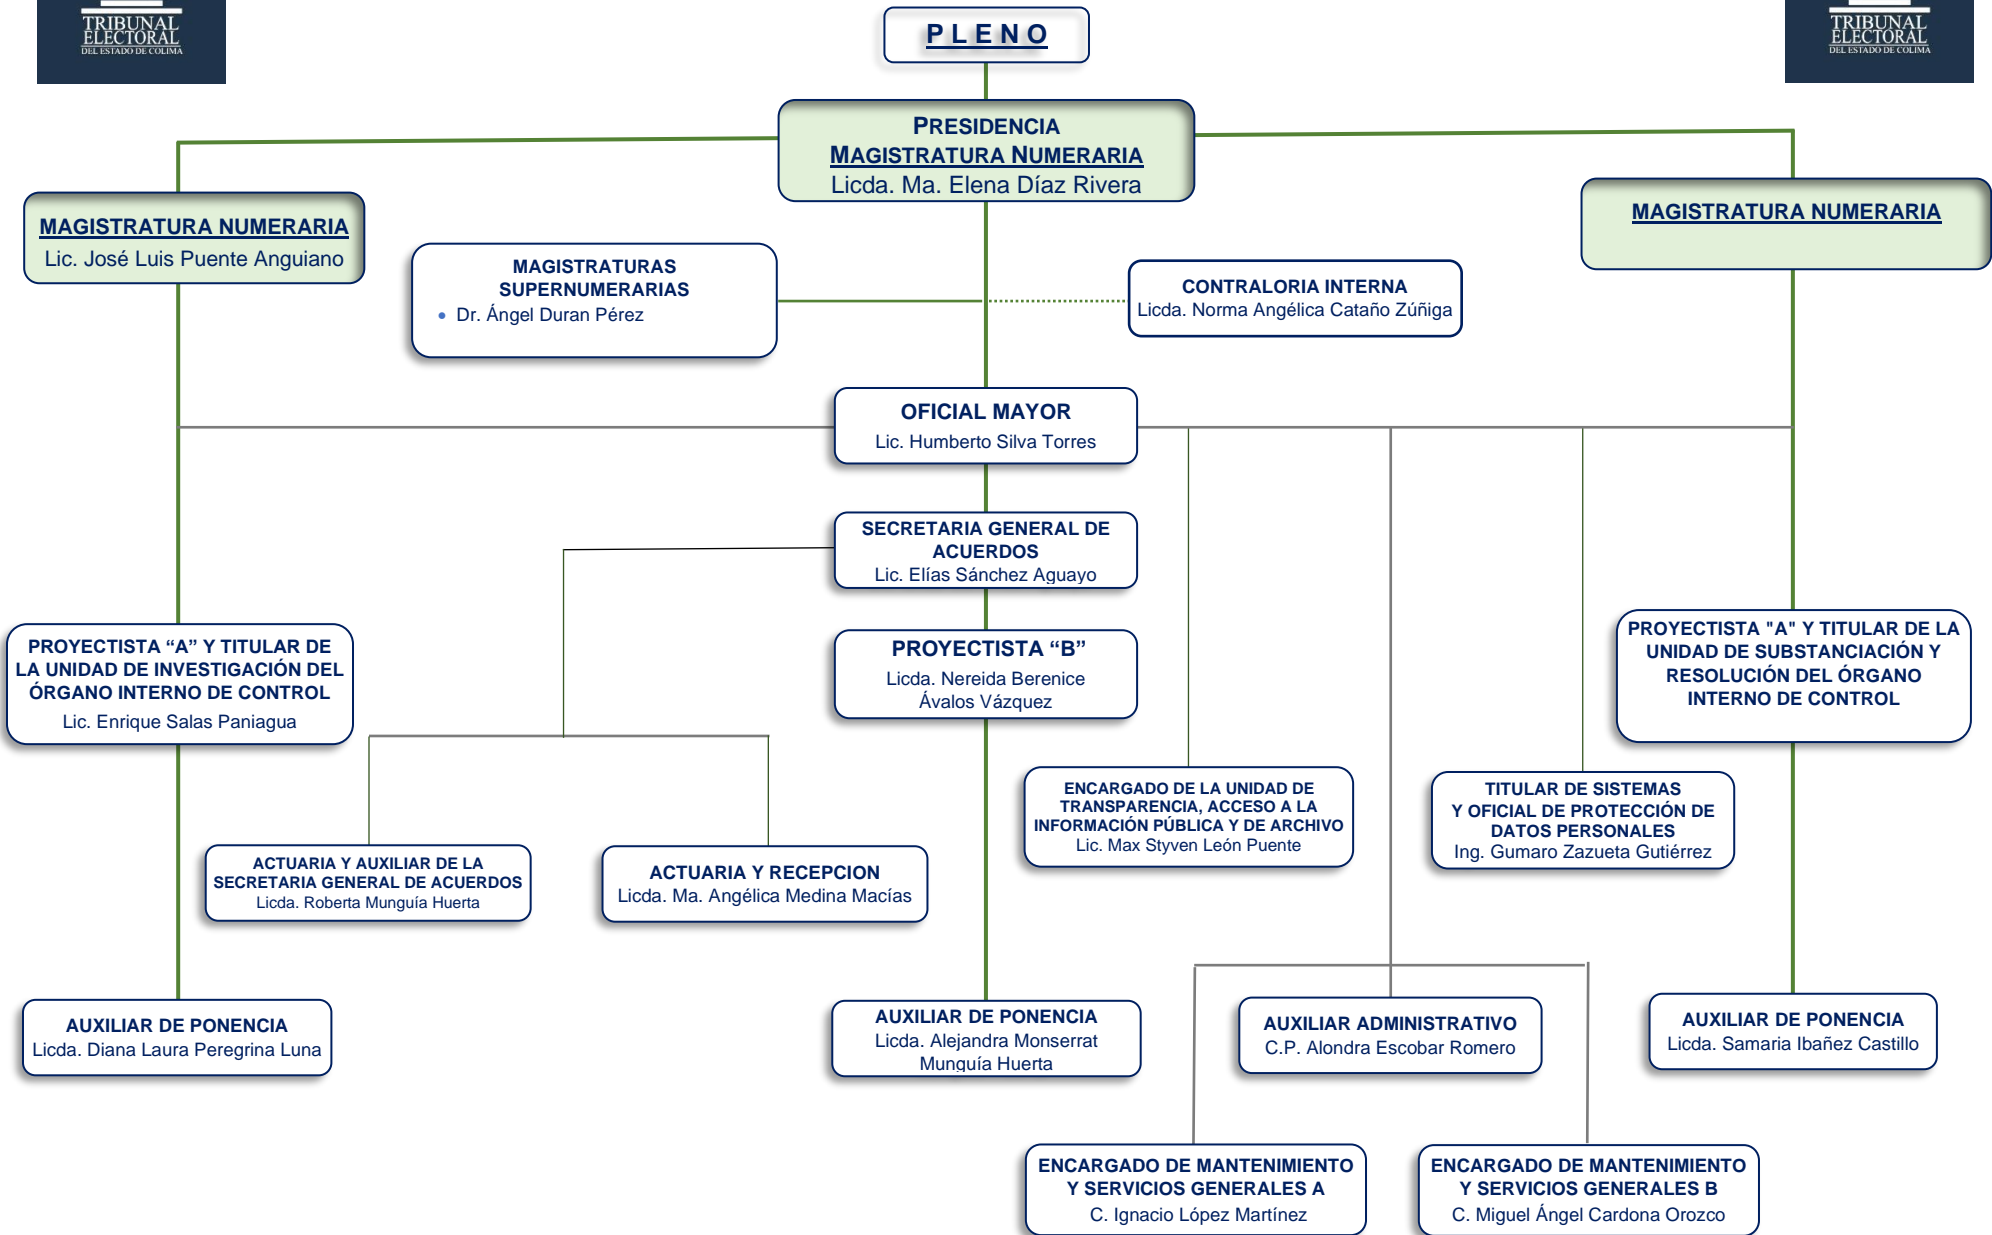 TRIBUNAL
ELECTORAL
DEL ESTADO DE COLIMA
P L E N O
TRIBUNAL
ELECTORAL
DEL ESTADO DE COLIMA
PRESIDENCIA
MAGISTRATURA NUMERARIA
Licda. Ma. Elena Díaz Rivera
MAGISTRATURA NUMERARIA
Lic. José Luis Puente Anguiano
MAGISTRATURA NUMERARIA
MAGISTRATURAS
SUPERNUMERARIAS
• Dr. Ángel Duran Pérez
CONTRALORIA INTERNA
Licda. Norma Angélica Cataño Zúñiga
OFICIAL MAYOR
Lic. Humberto Silva Torres
SECRETARIA GENERAL DE
ACUERDOS
Lic. Elías Sánchez Aguayo
PROYECTISTA “A” Y TITULAR DE
LA UNIDAD DE INVESTIGACIÓN DEL
ÓRGANO INTERNO DE CONTROL
Lic. Enrique Salas Paniagua
PROYECTISTA “B”
Licda. Nereida Berenice
Ávalos Vázquez
PROYECTISTA "A" Y TITULAR DE LA
UNIDAD DE SUBSTANCIACIÓN Y
RESOLUCIÓN DEL ÓRGANO
INTERNO DE CONTROL
ENCARGADO DE LA UNIDAD DE
TRANSPARENCIA, ACCESO A LA
INFORMACIÓN PÚBLICA Y DE ARCHIVO
Lic. Max Styven León Puente
TITULAR DE SISTEMAS
Y OFICIAL DE PROTECCIÓN DE
DATOS PERSONALES
Ing. Gumaro Zazueta Gutiérrez
ACTUARIA Y AUXILIAR DE LA
SECRETARIA GENERAL DE ACUERDOS
Licda. Roberta Munguía Huerta
ACTUARIA Y RECEPCION
Licda. Ma. Angélica Medina Macías
AUXILIAR DE PONENCIA
Licda. Diana Laura Peregrina Luna
AUXILIAR DE PONENCIA
Licda. Alejandra Monserrat
Munguía Huerta
AUXILIAR ADMINISTRATIVO
C.P. Alondra Escobar Romero
AUXILIAR DE PONENCIA
Licda. Samaria Ibañez Castillo
ENCARGADO DE MANTENIMIENTO
Y SERVICIOS GENERALES A
C. Ignacio López Martínez
ENCARGADO DE MANTENIMIENTO
Y SERVICIOS GENERALES B
C. Miguel Ángel Cardona Orozco